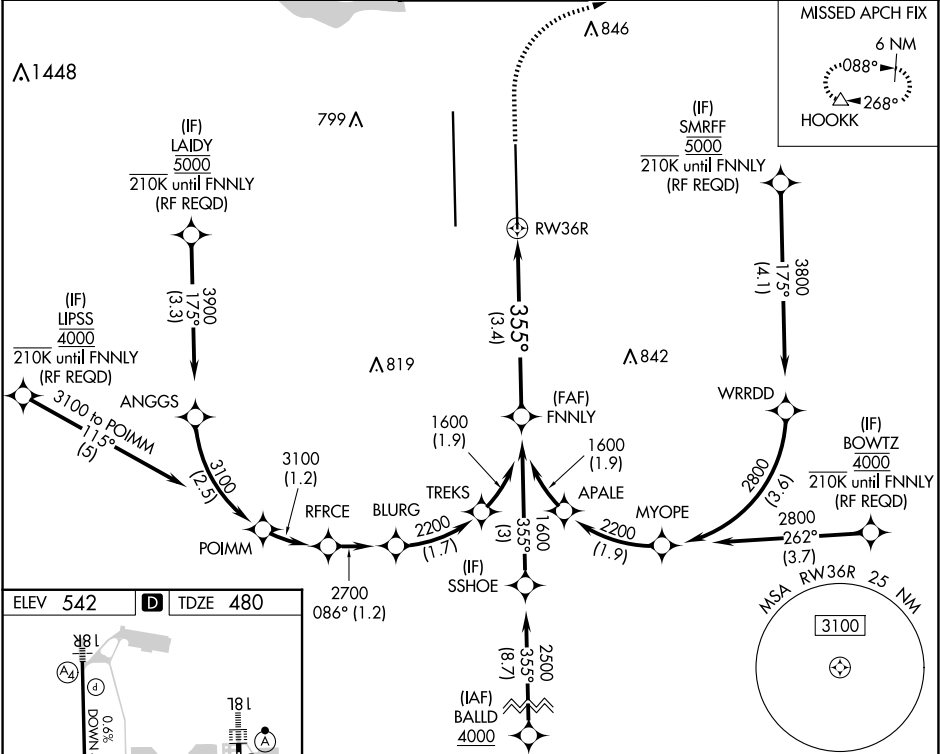 MISSED APCH FIX
6 NM
088°
268°
HOOKK
846
1448
799
(IF)
LAIDY
5000
210K until FNNLY
(RF REQD)
(IF)
SMRFF
5000
210K until FNNLY
(RF REQD)
RW36R
3900
175°
(3.3)
3800
175°
(4.1)
355°
(3.4)
(IF)
LIPSS
4000
210K until FNNLY
(RF REQD)
819
842
ANGGS
WRRDD
(FAF)
FNNLY
3100 to POIMM
115°
(5)
(IF)
BOWTZ
4000
210K until FNNLY
(RF REQD)
1600
(1.9)
1600
(1.9)
3100
(2.5)
3100
(1.2)
2800
(3.6)
RFRCE
BLURG
TREKS
APALE
MYOPE
POIMM
2200
(1.7)
2200
(1.9)
2800
262°
(3.7)
1600
355°
(3)
2700
086° (1.2)
(IF)
SSHOE
MSA RW36R 25 NM
3100
2500
355°
(8.7)
(IAF)
BALLD
4000
ELEV 542 D TDZE 480
18R
A4
P
0.6%
DOWN
18L
A